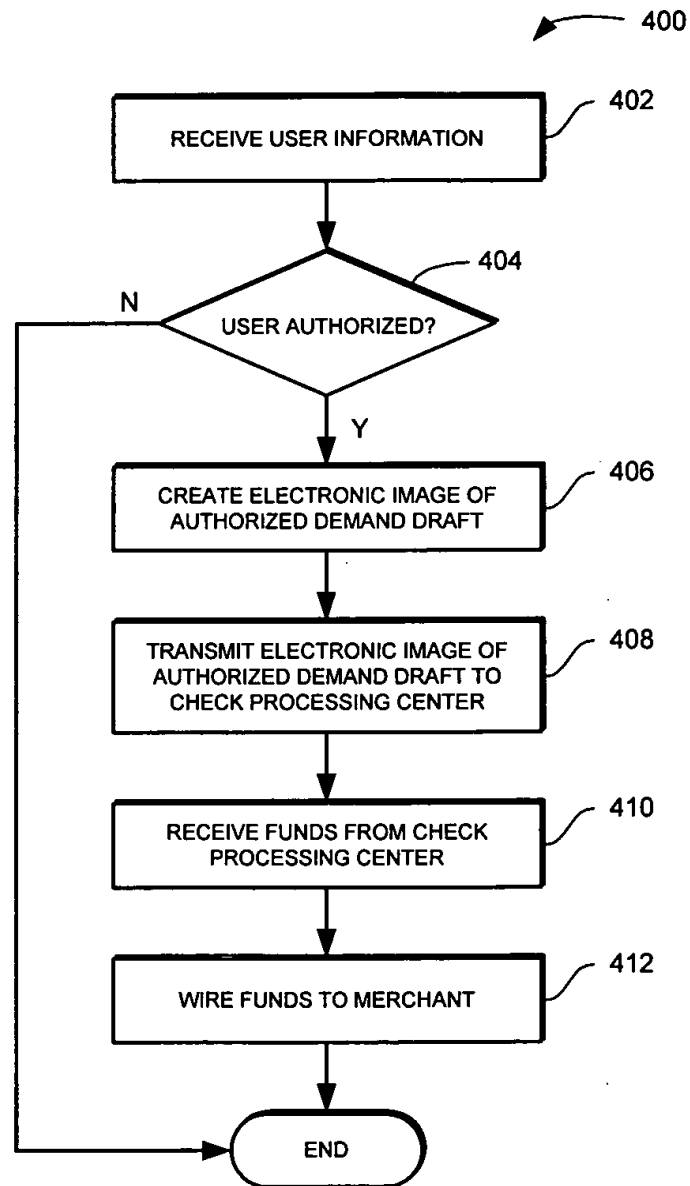 400
402
RECEIVE USER INFORMATION
404
N
USER AUTHORIZED?
Y
406
CREATE ELECTRONIC IMAGE OF
AUTHORIZED DEMAND DRAFT
408
TRANSMIT ELECTRONIC IMAGE OF
AUTHORIZED DEMAND DRAFT TO
CHECK PROCESSING CENTER
410
RECEIVE FUNDS FROM CHECK
PROCESSING CENTER
412
WIRE FUNDS TO MERCHANT
END